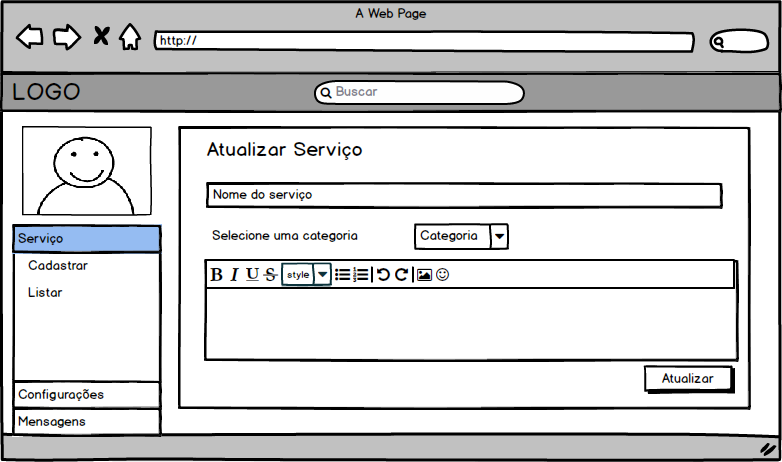 A Web Page
http://
LOGO
Buscar
Atualizar Serviço
Nome do serviço
Serviço
Selecione uma categoria
Categoria
Cadastrar
B I U S style
Listar
Atualizar
Configurações
Mensagens